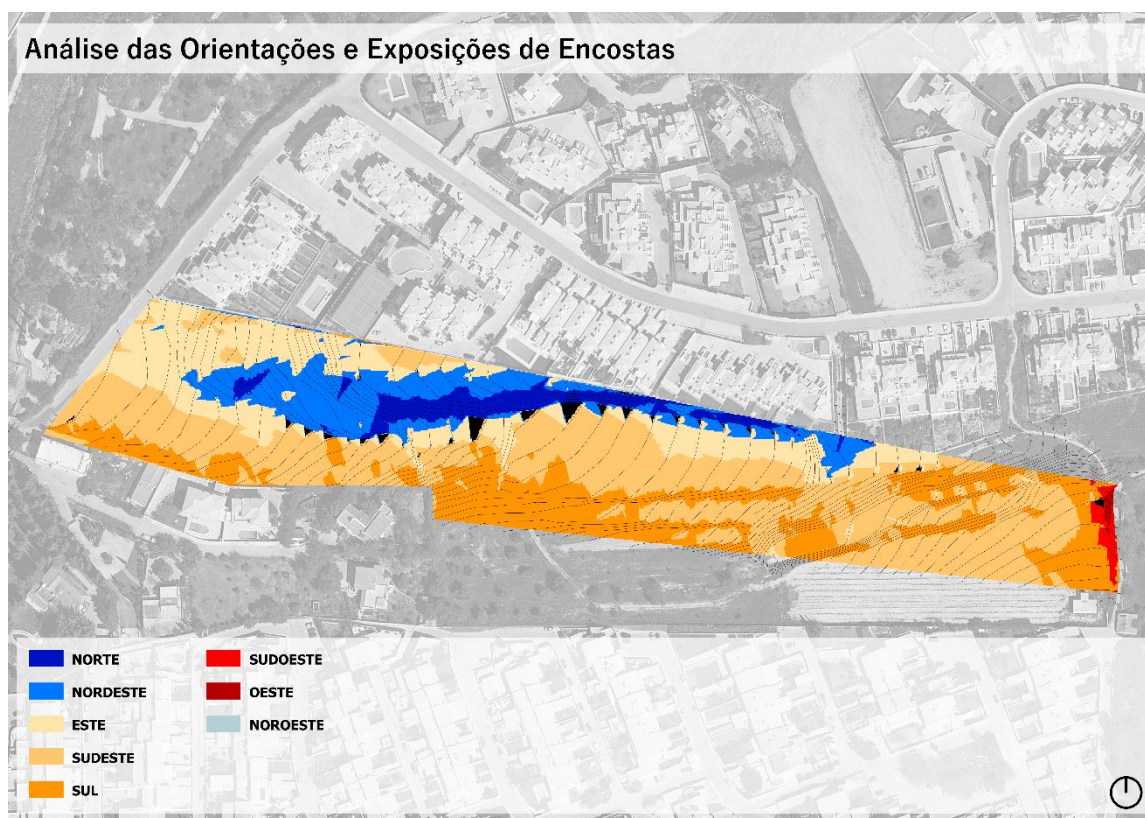 Análise das Orientações e Exposições de Encostas
NORTE
NORDESTE
ESTE
SUDESTE
SUL
SUDOESTE
OESTE
NOROESTE